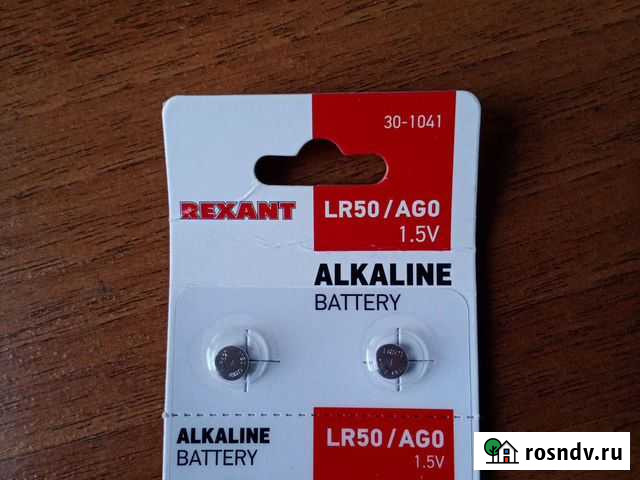 30-1041
REXANT
LR50/AG0
1.5V
ALKALINE
BATTERY
ALKALINE
BATTERY
LR50/AG0
1.5V
rosndv.ru